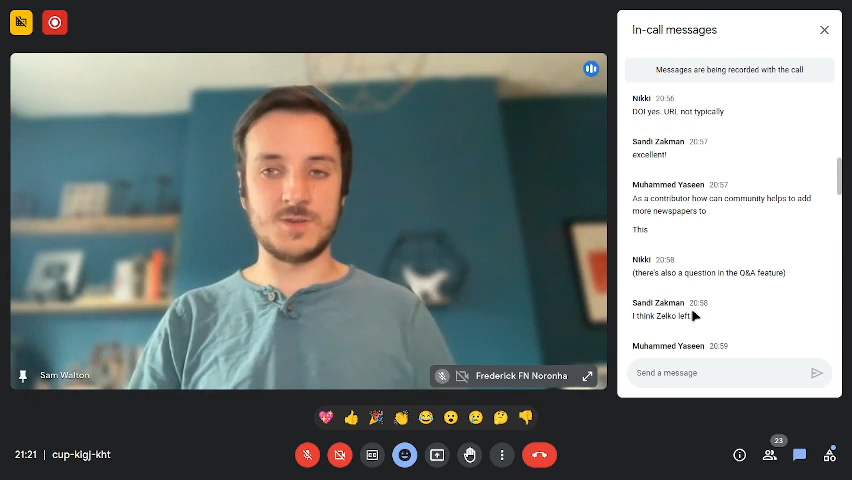 In-call messages
Messages are being recorded with the call
Nikki 20:56
DOI yes. URL not typically
Sandi Zakman 20:57
excellent!
Muhammed Yaseen 20:57
As a contributor how can community helps to add
more newspapers to
This
Nikki 20:58
(there's also a question in the Q&A feature)
Sandi Zakman 20:58
I think Zelko left
Muhammed Yaseen 20:59
Send a message
Sam Walton
Frederick FN Noronha
21:21 cup-kigj-kht
23